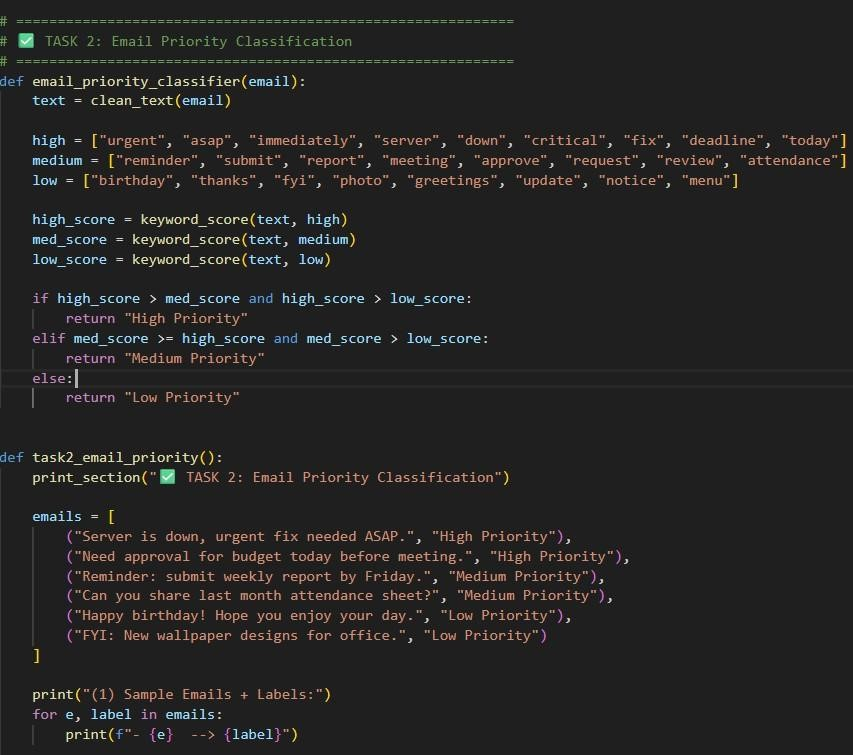 # ============================================================
# ✅ TASK 2: Email Priority Classification
# ============================================================
def email_priority_classifier(email):
    text = clean_text(email)

    high = ["urgent", "asap", "immediately", "server", "down", "critical", "fix", "deadline", "today"]
    medium = ["reminder", "submit", "report", "meeting", "approve", "request", "review", "attendance"]
    low = ["birthday", "thanks", "fyi", "photo", "greetings", "update", "notice", "menu"]

    high_score = keyword_score(text, high)
    med_score = keyword_score(text, medium)
    low_score = keyword_score(text, low)

    if high_score > med_score and high_score > low_score:
        return "High Priority"
    elif med_score >= high_score and med_score > low_score:
        return "Medium Priority"
    else:
        return "Low Priority"


def task2_email_priority():
    print_section("✅ TASK 2: Email Priority Classification")

    emails = [
        ("Server is down, urgent fix needed ASAP.", "High Priority"),
        ("Need approval for budget today before meeting.", "High Priority"),
        ("Reminder: submit weekly report by Friday.", "Medium Priority"),
        ("Can you share last month attendance sheet?", "Medium Priority"),
        ("Happy birthday! Hope you enjoy your day.", "Low Priority"),
        ("FYI: New wallpaper designs for office.", "Low Priority")
    ]

    print("(1) Sample Emails + Labels:")
    for e, label in emails:
        print(f"- {e}  --> {label}")